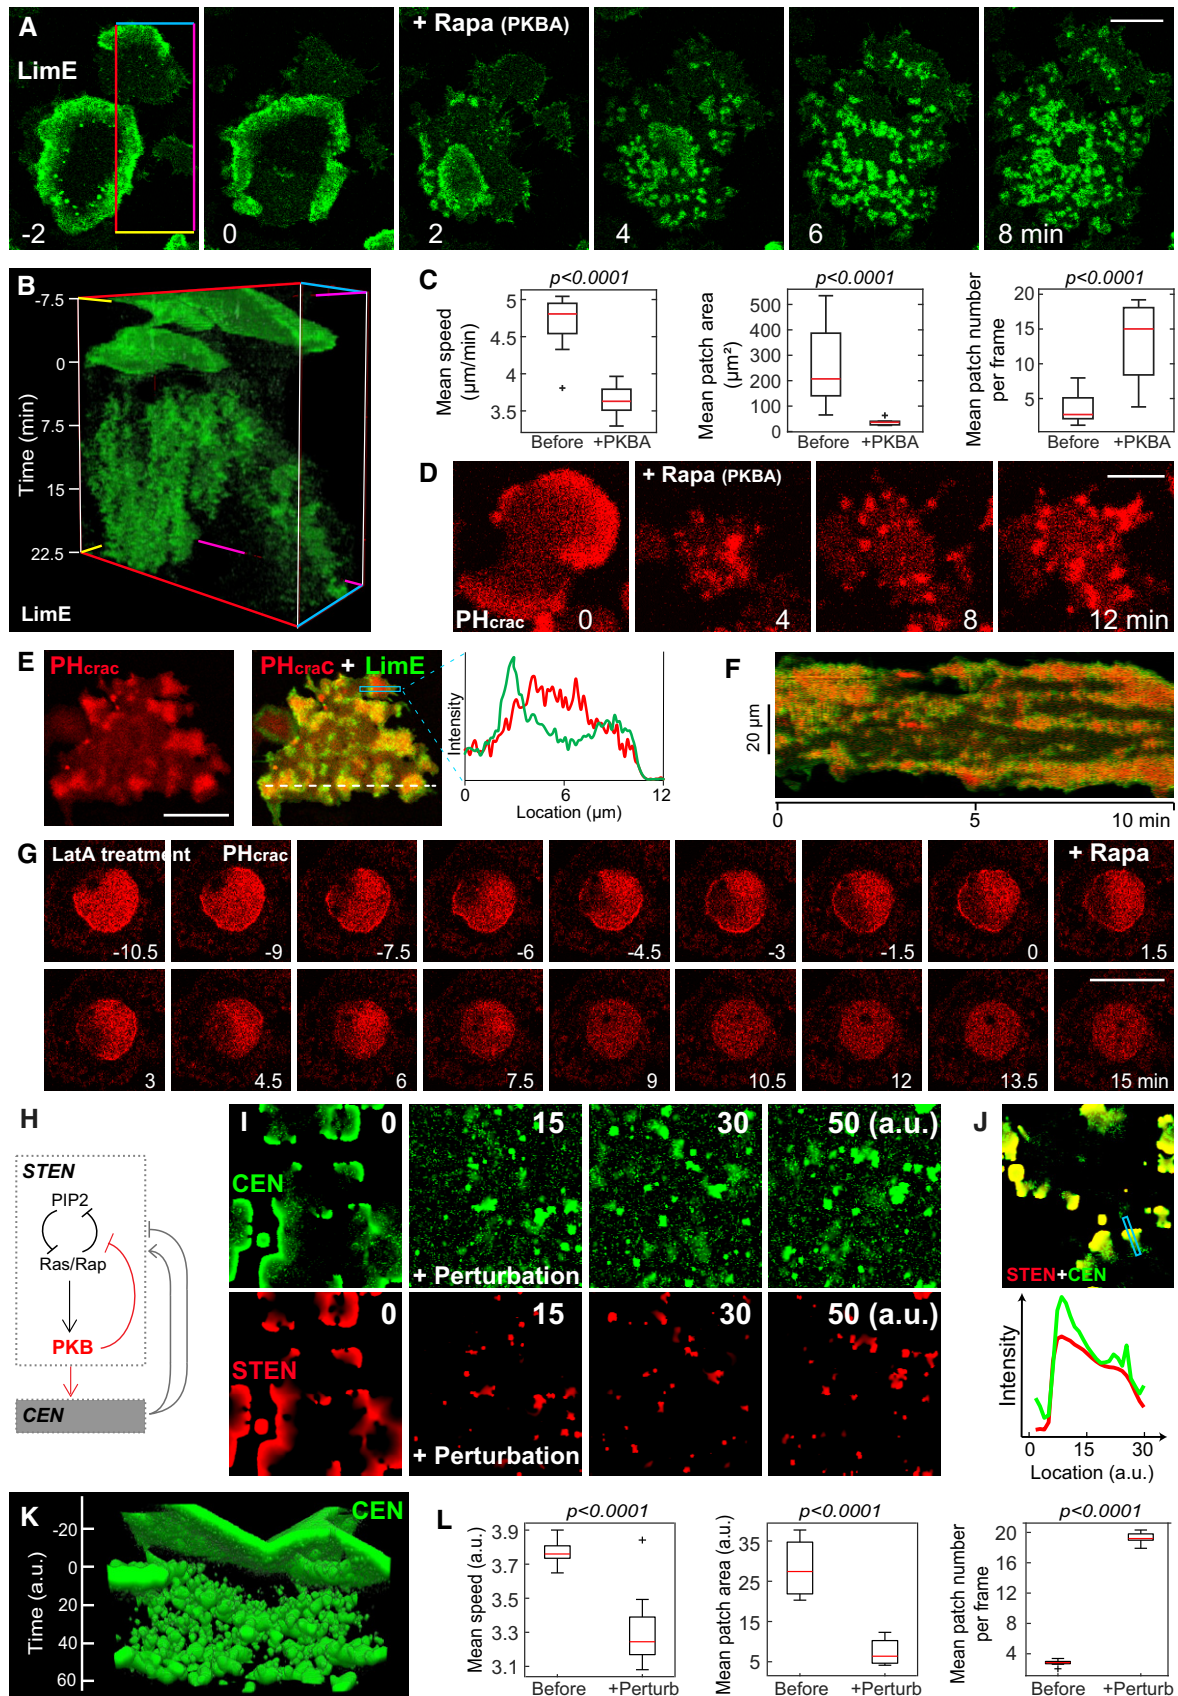 A
LimE
+ Rapa (PKBA)
-2
0
2
4
6
8 min
B
-7.5
0
7.5
15
22.5
Time (min)
LimE
C
p<0.0001
Mean speed
(µm/min)
5
4
3.5
Before
+PKBA
p<0.0001
Mean patch area
(µm²)
500
400
300
200
100
0
Before
+PKBA
p<0.0001
Mean patch number
per frame
20
15
10
5
Before
+PKBA
D
+ Rapa (PKBA)
PHcrac
0
4
8
12 min
E
PHcrac
PHcrac + LimE
Intensity
0
6
12
Location (µm)
F
20 µm
0
5
10 min
G
LatA treatment
PHcrac
+ Rapa
-10.5
-9
-7.5
-6
-4.5
-3
-1.5
0
1.5
3
4.5
6
7.5
9
10.5
12
13.5
15 min
H
STEN
PIP2
Ras/Rap
PKB
CEN
I
0
15
30
50 (a.u.)
CEN
+ Perturbation
0
15
30
50 (a.u.)
STEN
+ Perturbation
J
STEN+CEN
Intensity
0
15
30
Location (a.u.)
K
CEN
Time (a.u.)
-20
0
20
40
60
L
p<0.0001
Mean speed (a.u.)
3.9
3.7
3.5
3.3
3.1
Before
+Perturb
p<0.0001
Mean patch area (a.u.)
35
25
15
5
Before
+Perturb
p<0.0001
Mean patch number
per frame
20
16
12
8
4
Before
+Perturb